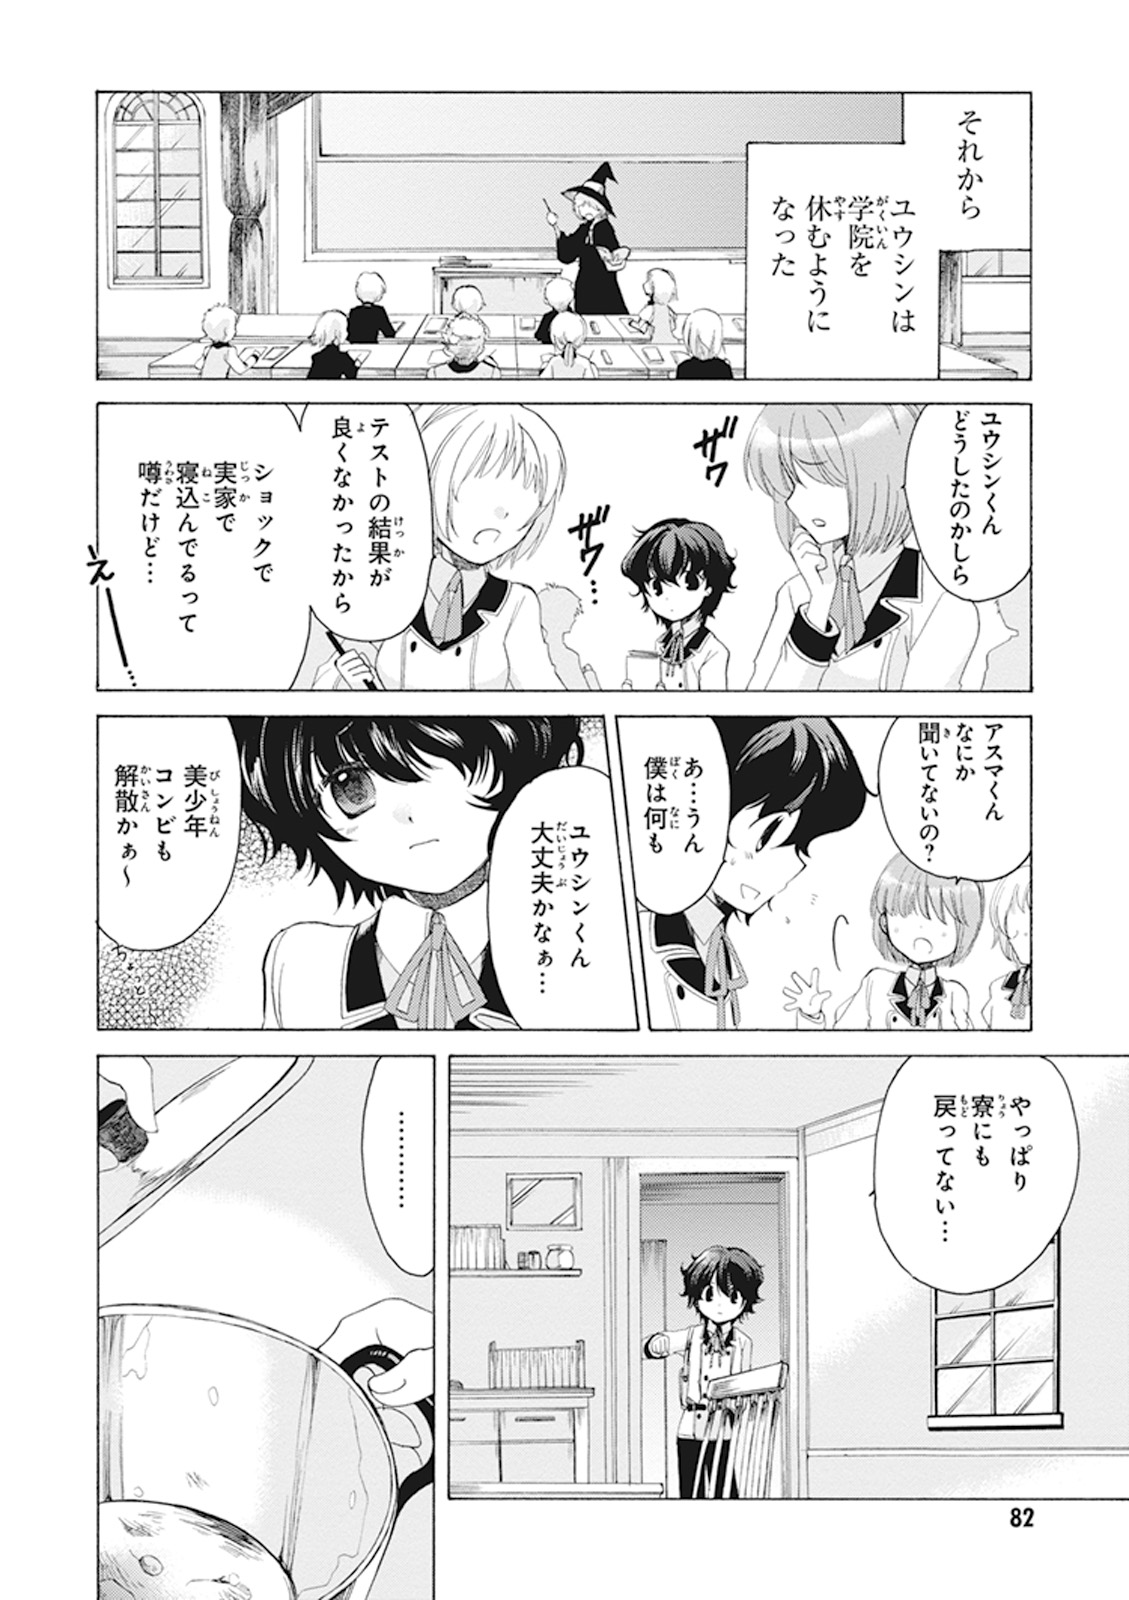 それから
ユウシンは
学院を
休むように
なった
ユウシンくん
どうしたのかしら
ザワ
ザワ…
テストの結果が
良くなかったから
ショックで
実家で
寝込んでるって
噂だけど…
えー……
アスマくん
なにか
聞いてないの?
あ…うん
僕は何も
ユウシンくん
大丈夫かなぁ…
美少年
コンビも
解散かぁ〜
ちょっと
やっぱり
寮にも
戻ってない…
…………
82